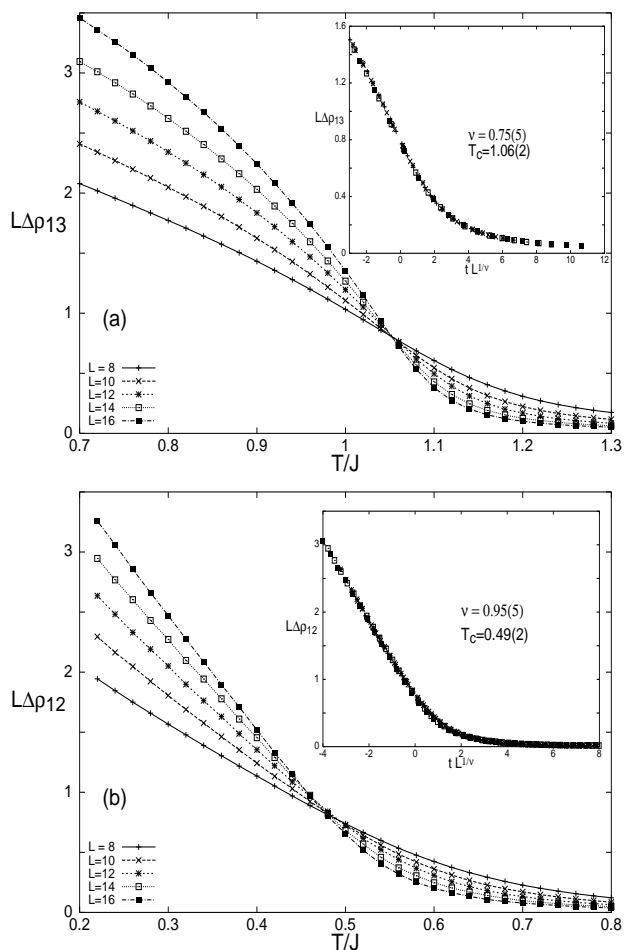 3
2
1
0
LΔρ13
(a)
L = 8
L=10
L=12
L=14
L=16
0.7 0.8 0.9 1 1.1 1.2 1.3
T/J
1.6
1.2
0.8
0.4
0
LΔρ13
ν = 0.75(5)
Tc=1.06(2)
-2 0 2 4 6 8 10 12
t L1/ν
3
2
1
0
LΔρ12
(b)
L = 8
L=10
L=12
L=14
L=16
0.2 0.3 0.4 0.5 0.6 0.7 0.8
T/J
3
2
1
0
LΔρ12
ν = 0.95(5)
Tc=0.49(2)
-4 -2 0 2 4 6 8
t L1/ν